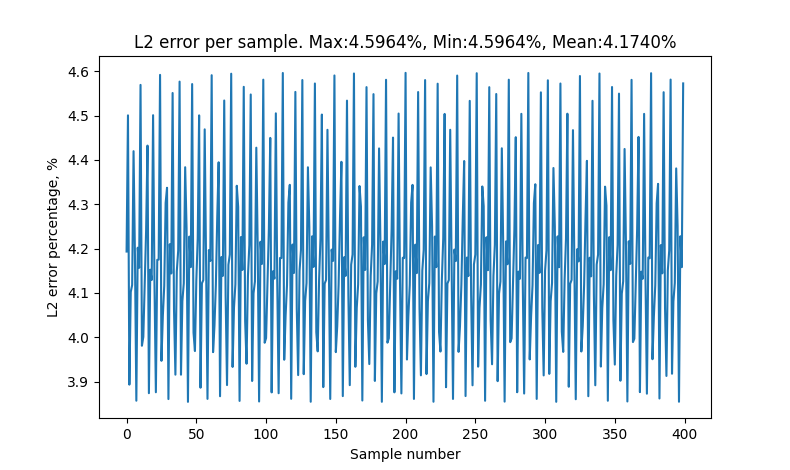 L2 error per sample. Max:4.5964%, Min:4.5964%, Mean:4.1740%
4.6
4.5
4.4
4.3
4.2
4.1
4.0
3.9
L2 error percentage, %
0 50 100 150 200 250 300 350 400
Sample number